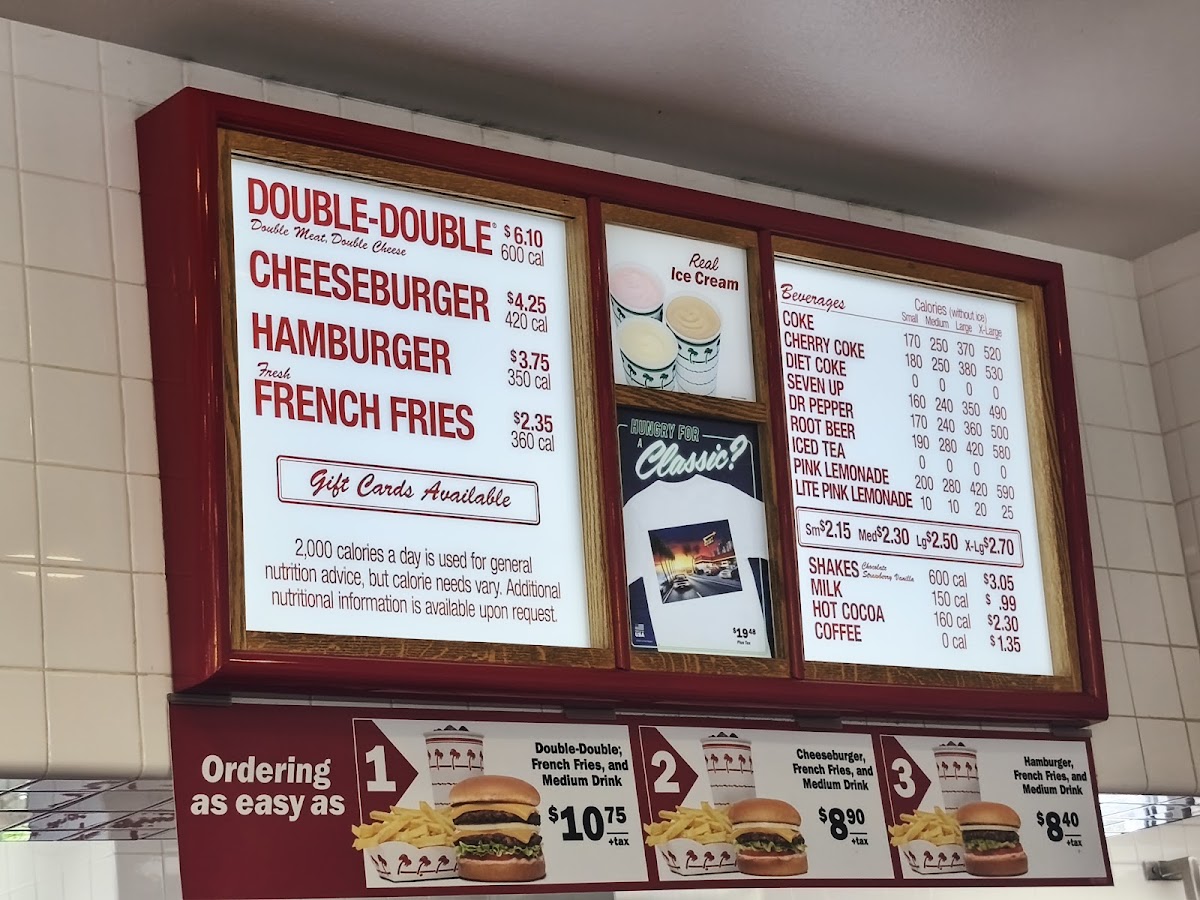 DOUBLE-DOUBLE® $6.10
Double Meat, Double Cheese 600 cal
CHEESEBURGER $4.25
420 cal
HAMBURGER $3.75
350 cal
Fresh
FRENCH FRIES $2.35
360 cal
Gift Cards Available
2,000 calories a day is used for general
nutrition advice, but calorie needs vary. Additional
nutritional information is available upon request.
Real
Ice Cream
HUNGRY FOR
A
Classic?
USA
$19.48
Plus Tax
Beverages Calories (without ice)
Small Medium Large X-Large
COKE 170 250 370 520
CHERRY COKE 180 250 380 530
DIET COKE 0 0 0 0
SEVEN UP 160 240 350 490
DR PEPPER 170 240 360 500
ROOT BEER 190 280 420 580
ICED TEA 0 0 0 0
PINK LEMONADE 200 280 420 590
LITE PINK LEMONADE 10 10 20 25
Sm$2.15 Med$2.30 Lg$2.50 X-Lg$2.70
SHAKES Chocolate 600 cal $3.05
Strawberry Vanilla
MILK 150 cal $ .99
HOT COCOA 160 cal $2.30
COFFEE 0 cal $1.35
Ordering
as easy as
1
Double-Double,
French Fries, and
Medium Drink
$10 75
+tax
2
Cheeseburger,
French Fries, and
Medium Drink
$8 90
+tax
3
Hamburger,
French Fries, and
Medium Drink
$8 40
+tax